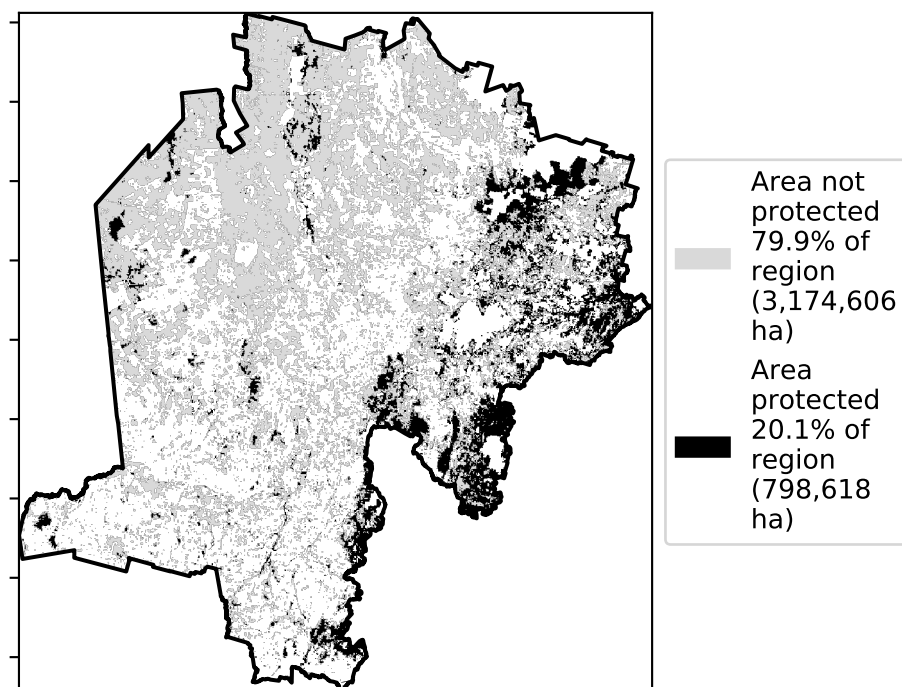 Area not
protected
79.9% of
region
(3,174,606
ha)
Area
protected
20.1% of
region
(798,618
ha)